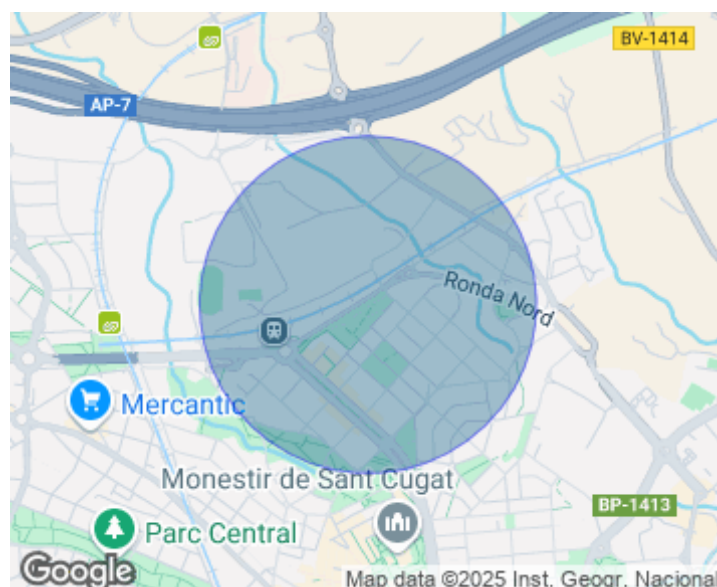 BV-1414
AP-7
Ronda Nord
Mercantic
Monestir de Sant Cugat
BP-1413
Parc Central
Google
Map data ©2025 Inst. Geogr. Nacional